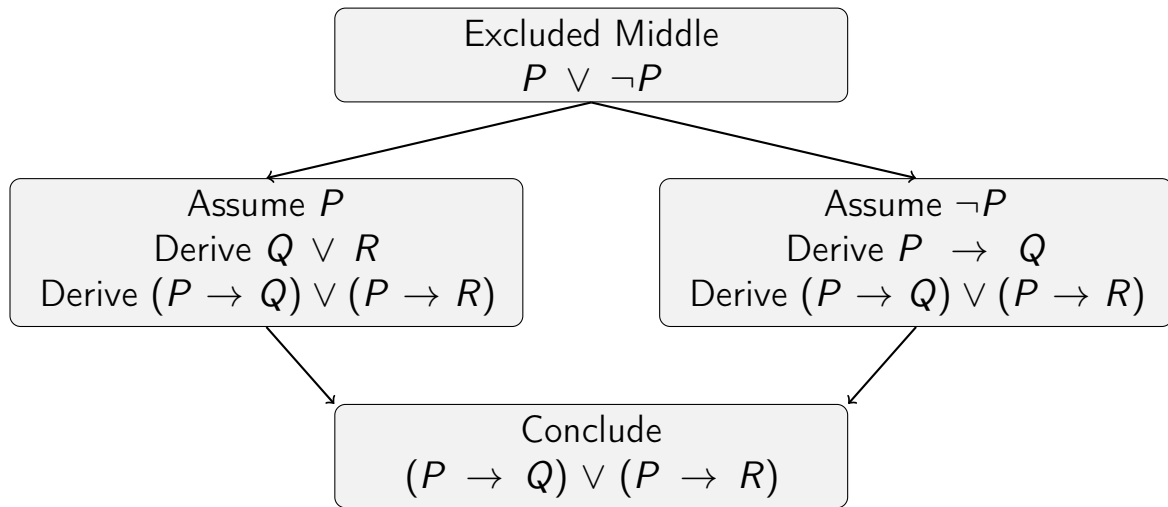 Excluded Middle
P ∨ ¬P
Assume P
Derive Q ∨ R
Derive (P → Q) ∨ (P → R)
Assume ¬P
Derive P → Q
Derive (P → Q) ∨ (P → R)
Conclude
(P → Q) ∨ (P → R)